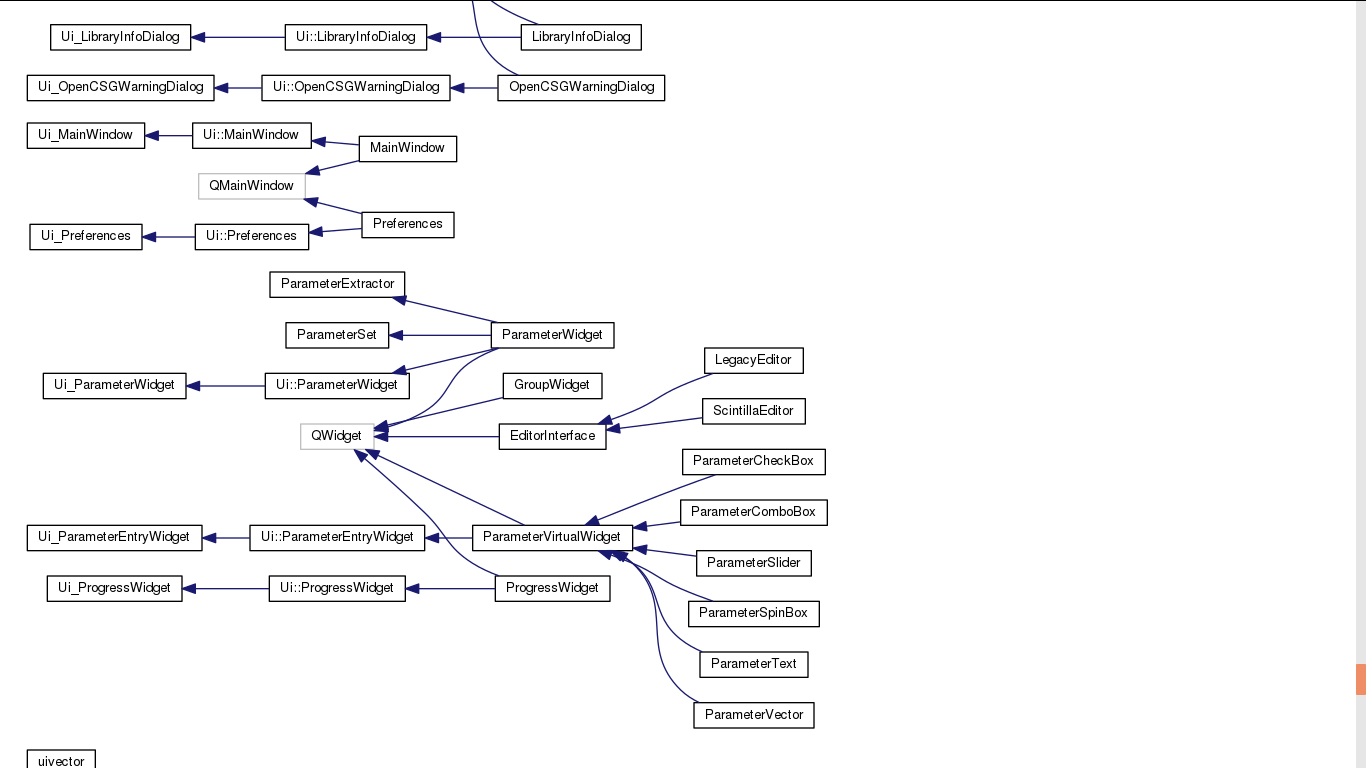 Ui_LibraryInfoDialog
Ui::LibraryInfoDialog
LibraryInfoDialog
Ui_OpenCSGWarningDialog
Ui::OpenCSGWarningDialog
OpenCSGWarningDialog
Ui_MainWindow
Ui::MainWindow
MainWindow
QMainWindow
Preferences
Ui_Preferences
Ui::Preferences
ParameterExtractor
ParameterSet
ParameterWidget
LegacyEditor
Ui_ParameterWidget
Ui::ParameterWidget
GroupWidget
ScintillaEditor
QWidget
EditorInterface
ParameterCheckBox
ParameterComboBox
Ui_ParameterEntryWidget
Ui::ParameterEntryWidget
ParameterVirtualWidget
ParameterSlider
Ui_ProgressWidget
Ui::ProgressWidget
ProgressWidget
ParameterSpinBox
ParameterText
ParameterVector
uivector